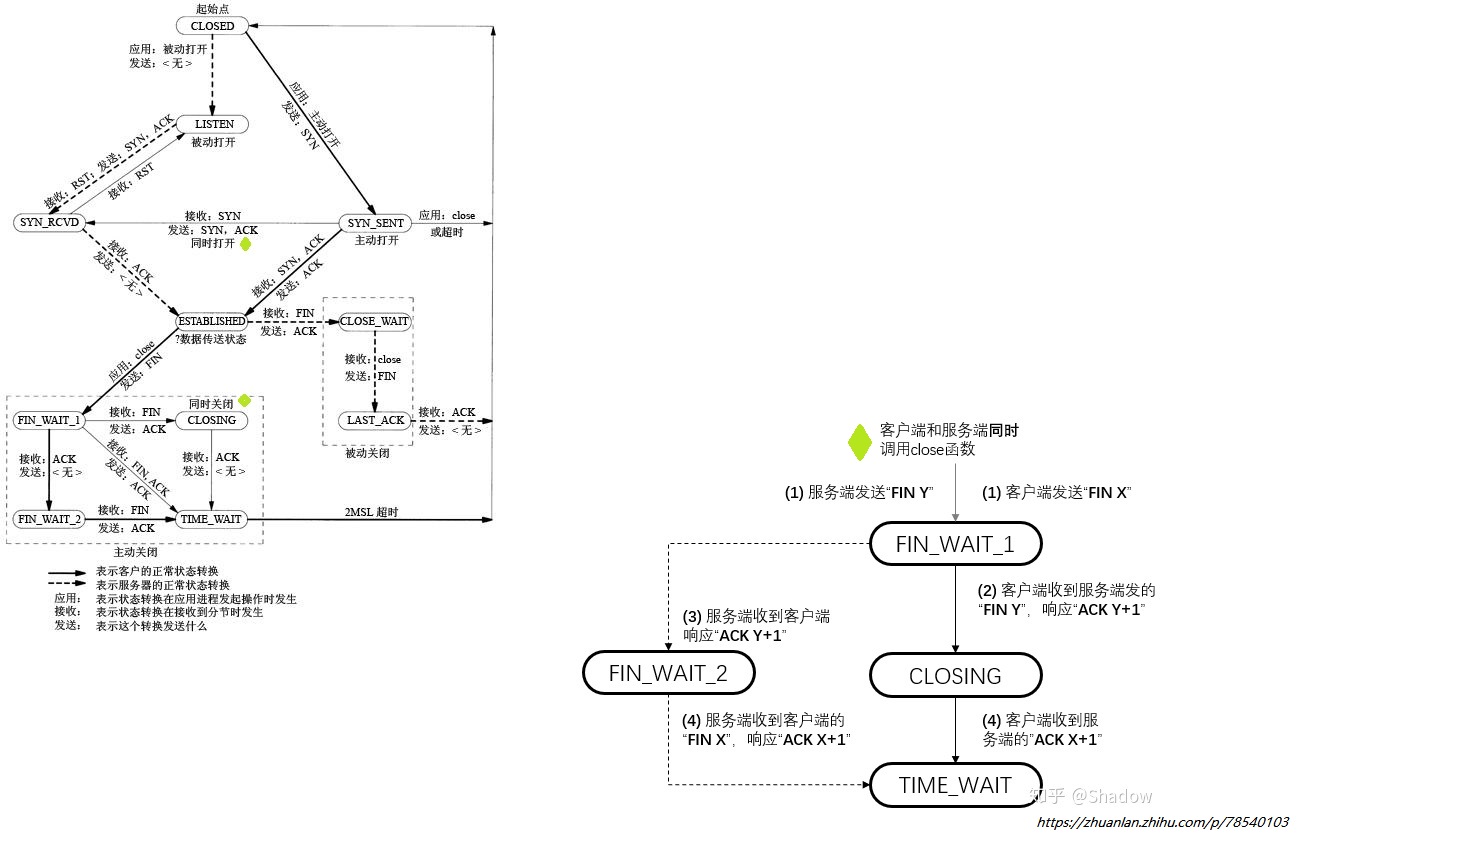 起始点
CLOSED
应用：被动打开
发送：<无>
应用：主动打开
发送：SYN
LISTEN
被动打开
接收：RST；发送：SYN，ACK
接收：RST
SYN_RCVD
接收：SYN
发送：SYN，ACK
同时打开
SYN_SENT
主动打开
应用：close
或超时
接收：ACK
发送：<无>
接收：SYN，ACK
发送：ACK
ESTABLISHED
?数据传送状态
接收：FIN
发送：ACK
CLOSE_WAIT
接收：close
发送：FIN
应用：close
发送：FIN
LAST_ACK
接收：ACK
发送：<无>
被动关闭
同时关闭
FIN_WAIT_1
接收：FIN
发送：ACK
CLOSING
接收：ACK
发送：<无>
接收：FIN，ACK
发送：ACK
接收：ACK
发送：<无>
FIN_WAIT_2
接收：FIN
发送：ACK
TIME_WAIT
2MSL 超时
主动关闭
表示客户的正常状态转换
表示服务器的正常状态转换
应用： 表示状态转换在应用进程发起操作时发生
接收： 表示状态转换在接收到分节时发生
发送： 表示这个转换发送什么
客户端和服务端同时
调用close函数
(1) 服务端发送“FIN Y”
(1) 客户端发送“FIN X”
FIN_WAIT_1
(2) 客户端收到服务端发的
“FIN Y”，响应“ACK Y+1”
(3) 服务端收到客户端
响应“ACK Y+1”
FIN_WAIT_2
CLOSING
(4) 服务端收到客户端的
“FIN X”，响应“ACK X+1”
(4) 客户端收到服
务端的”ACK X+1”
TIME_WAIT
知乎 @Shadow
https://zhuanlan.zhihu.com/p/78540103